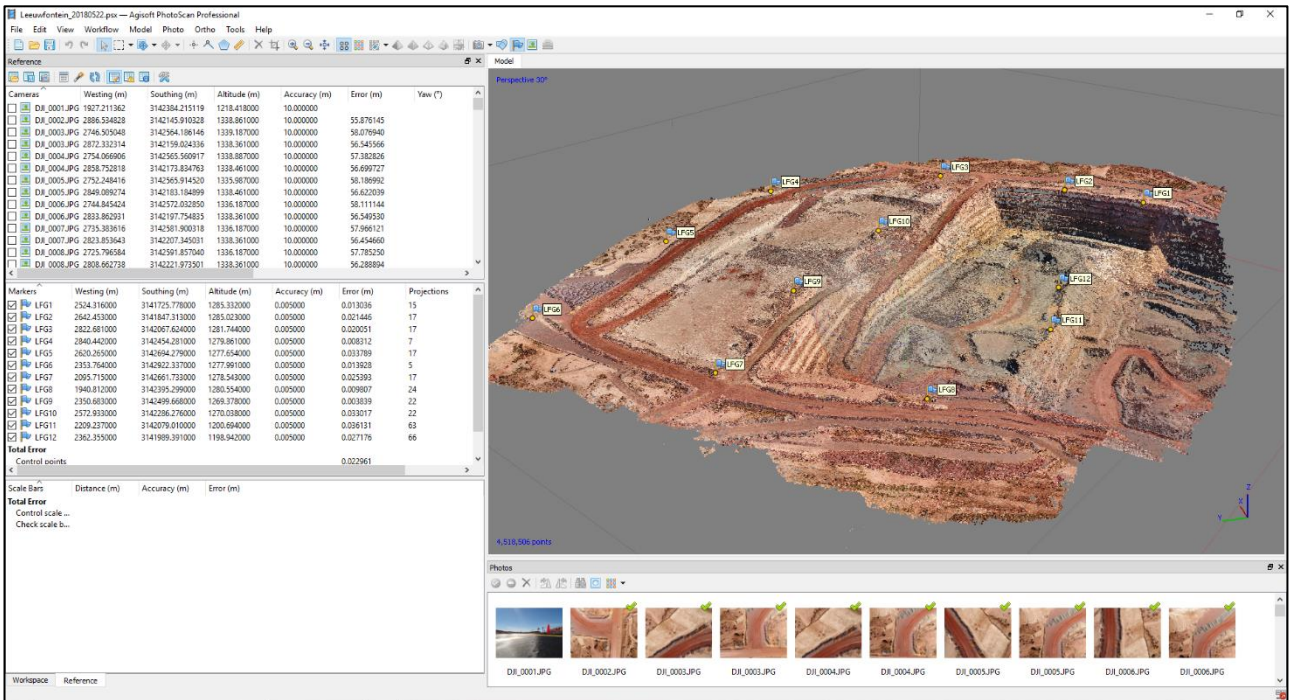 Leeuwfontein_20180522.psx — Agisoft PhotoScan Professional
File Edit View Workflow Model Photo Ortho Tools Help
Reference
Cameras Westing (m) Southing (m) Altitude (m) Accuracy (m) Error (m) Yaw (°)
DJI_0001.JPG 1927.211362 3142384.215119 1218.418000 10.000000
DJI_0002.JPG 2886.534828 3142145.910328 1338.861000 10.000000 55.876145
DJI_0003.JPG 2746.505048 3142564.186146 1339.187000 10.000000 58.076940
DJI_0003.JPG 2872.332314 3142159.024336 1338.361000 10.000000 56.545566
DJI_0004.JPG 2754.066906 3142565.560917 1338.887000 10.000000 57.382826
DJI_0004.JPG 2858.752818 3142173.834763 1338.461000 10.000000 56.699727
DJI_0005.JPG 2752.248416 3142565.914520 1335.987000 10.000000 58.186992
DJI_0005.JPG 2849.089274 3142183.184899 1338.461000 10.000000 56.622039
DJI_0006.JPG 2744.845424 3142572.032850 1336.187000 10.000000 58.111144
DJI_0006.JPG 2833.862931 3142197.754835 1338.361000 10.000000 56.549530
DJI_0007.JPG 2735.383616 3142581.900318 1336.187000 10.000000 57.966121
DJI_0007.JPG 2823.853643 3142207.345031 1338.361000 10.000000 56.454660
DJI_0008.JPG 2725.796584 3142591.857040 1336.187000 10.000000 57.785250
DJI_0008.JPG 2808.662738 3142221.973501 1338.361000 10.000000 56.288894
Markers Westing (m) Southing (m) Altitude (m) Accuracy (m) Error (m) Projections
LFG1 2524.316000 3141725.778000 1285.332000 0.005000 0.013036 15
LFG2 2642.453000 3141847.313000 1285.023000 0.005000 0.021446 17
LFG3 2822.681000 3142067.624000 1281.744000 0.005000 0.020051 17
LFG4 2840.442000 3142454.281000 1279.861000 0.005000 0.008312 7
LFG5 2620.265000 3142694.279000 1277.654000 0.005000 0.033789 17
LFG6 2353.764000 3142922.337000 1277.991000 0.005000 0.013928 5
LFG7 2095.715000 3142661.733000 1278.543000 0.005000 0.025393 17
LFG8 1940.812000 3142395.299000 1280.554000 0.005000 0.009807 24
LFG9 2350.683000 3142499.668000 1269.378000 0.005000 0.003839 22
LFG10 2572.933000 3142286.276000 1270.038000 0.005000 0.033017 22
LFG11 2209.237000 3142079.010000 1200.694000 0.005000 0.036131 63
LFG12 2362.355000 3141989.391000 1198.942000 0.005000 0.027176 66
Total Error
Control points 0.022961
Scale Bars Distance (m) Accuracy (m) Error (m)
Total Error
Control scale ...
Check scale b...
Workspace Reference
Model
Perspective 30°
LFG3
LFG4
LFG2
LFG1
LFG10
LFG5
LFG12
LFG9
LFG6
LFG11
LFG7
LFG8
Z
X
Y
4,518,506 points
Photos
DJI_0001.JPG DJI_0002.JPG DJI_0003.JPG DJI_0003.JPG DJI_0004.JPG DJI_0004.JPG DJI_0005.JPG DJI_0005.JPG DJI_0006.JPG DJI_0006.JPG